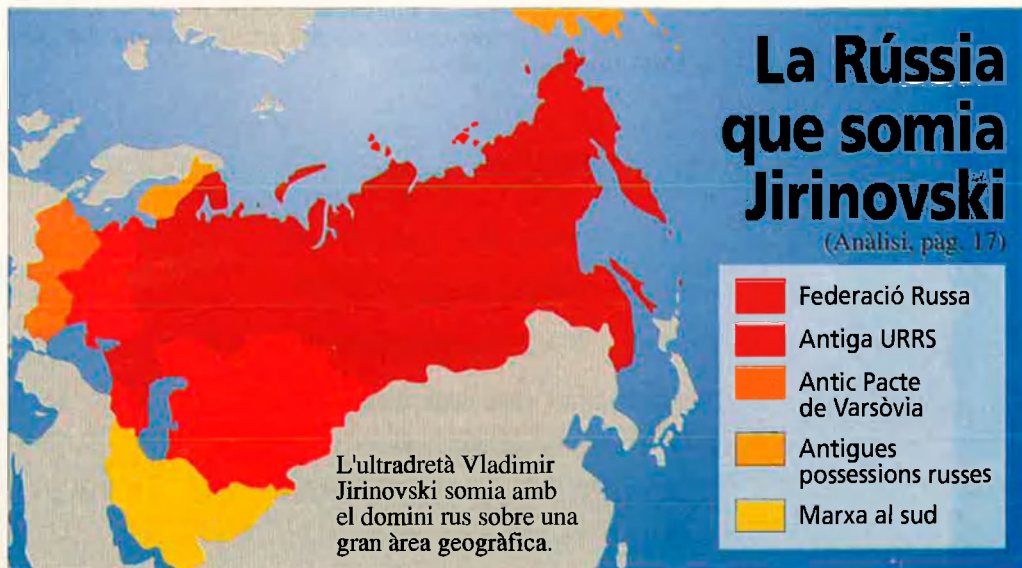 La Rússia
que somia
Jirinovski
(Anàlisi, pàg. 17)
Federació Russa
Antiga URRS
Antic Pacte
de Varsòvia
Antigues
possessions russes
Marxa al sud
L'ultradretà Vladimir
Jirinovski somia amb
el domini rus sobre una
gran àrea geogràfica.